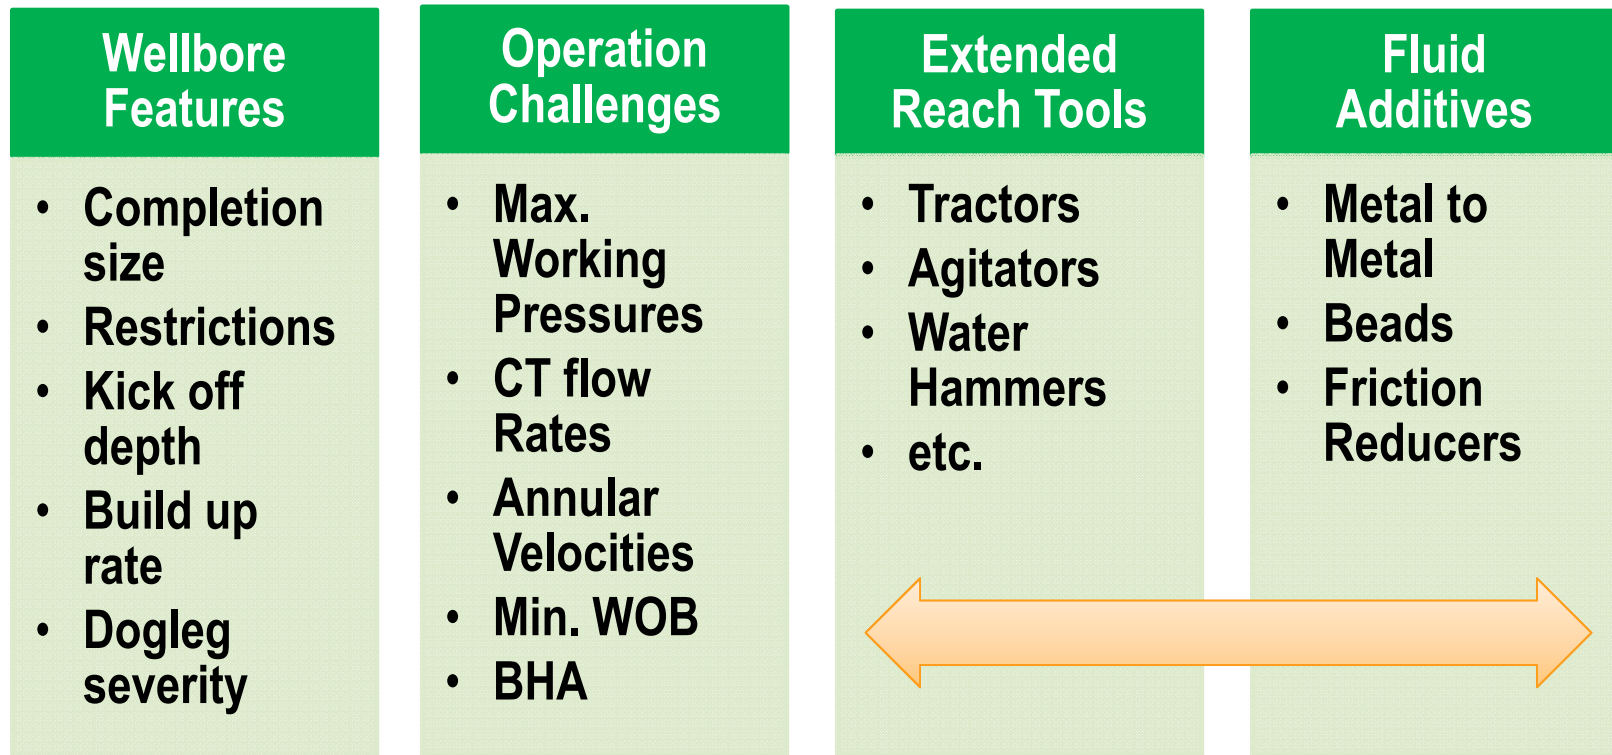 Wellbore
Features
• Completion
size
• Restrictions
• Kick off
depth
• Build up
rate
• Dogleg
severity
Operation
Challenges
• Max.
Working
Pressures
• CT flow
Rates
• Annular
Velocities
• Min. WOB
• BHA
Extended
Reach Tools
• Tractors
• Agitators
• Water
Hammers
• etc.
Fluid
Additives
• Metal to
Metal
• Beads
• Friction
Reducers